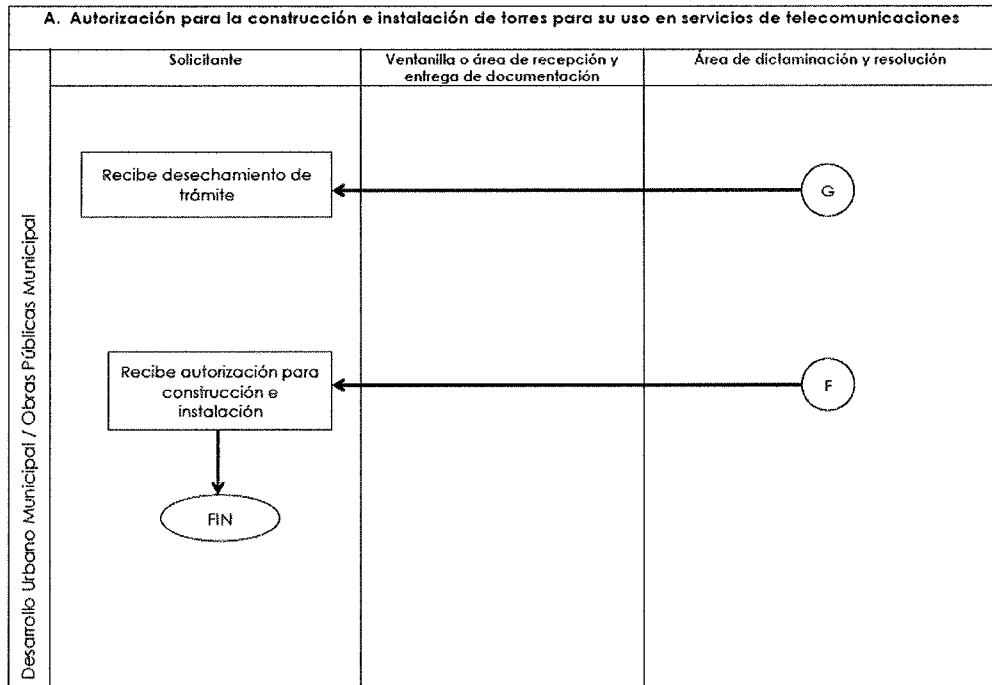 A. Autorización para la construcción e instalación de torres para su uso en servicios de telecomunicaciones
Solicitante
Ventanilla o área de recepción y
entrega de documentación
Área de dictaminación y resolución
Desarrollo Urbano Municipal / Obras Públicas Municipal
Recibe desechamiento de
trámite
G
Recibe autorización para
construcción e
instalación
F
FIN